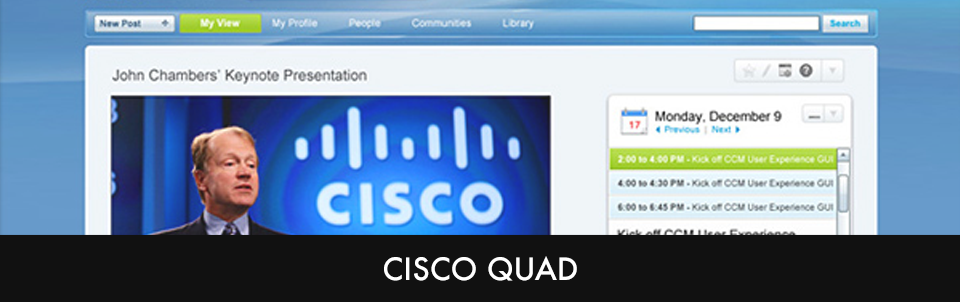 New Post +
My View
My Profile
People
Communities
Library
Search
John Chambers' Keynote Presentation
?
CISCO
17
Monday, December 9
Previous | Next
2:00 to 4:00 PM - Kick off CCM User Experience GUI
4:00 to 4:30 PM - Kick off CCM User Experience GUI
6:00 to 6:45 PM - Kick off CCM User Experience GUI
Kick off CCM User Experience
CISCO QUAD